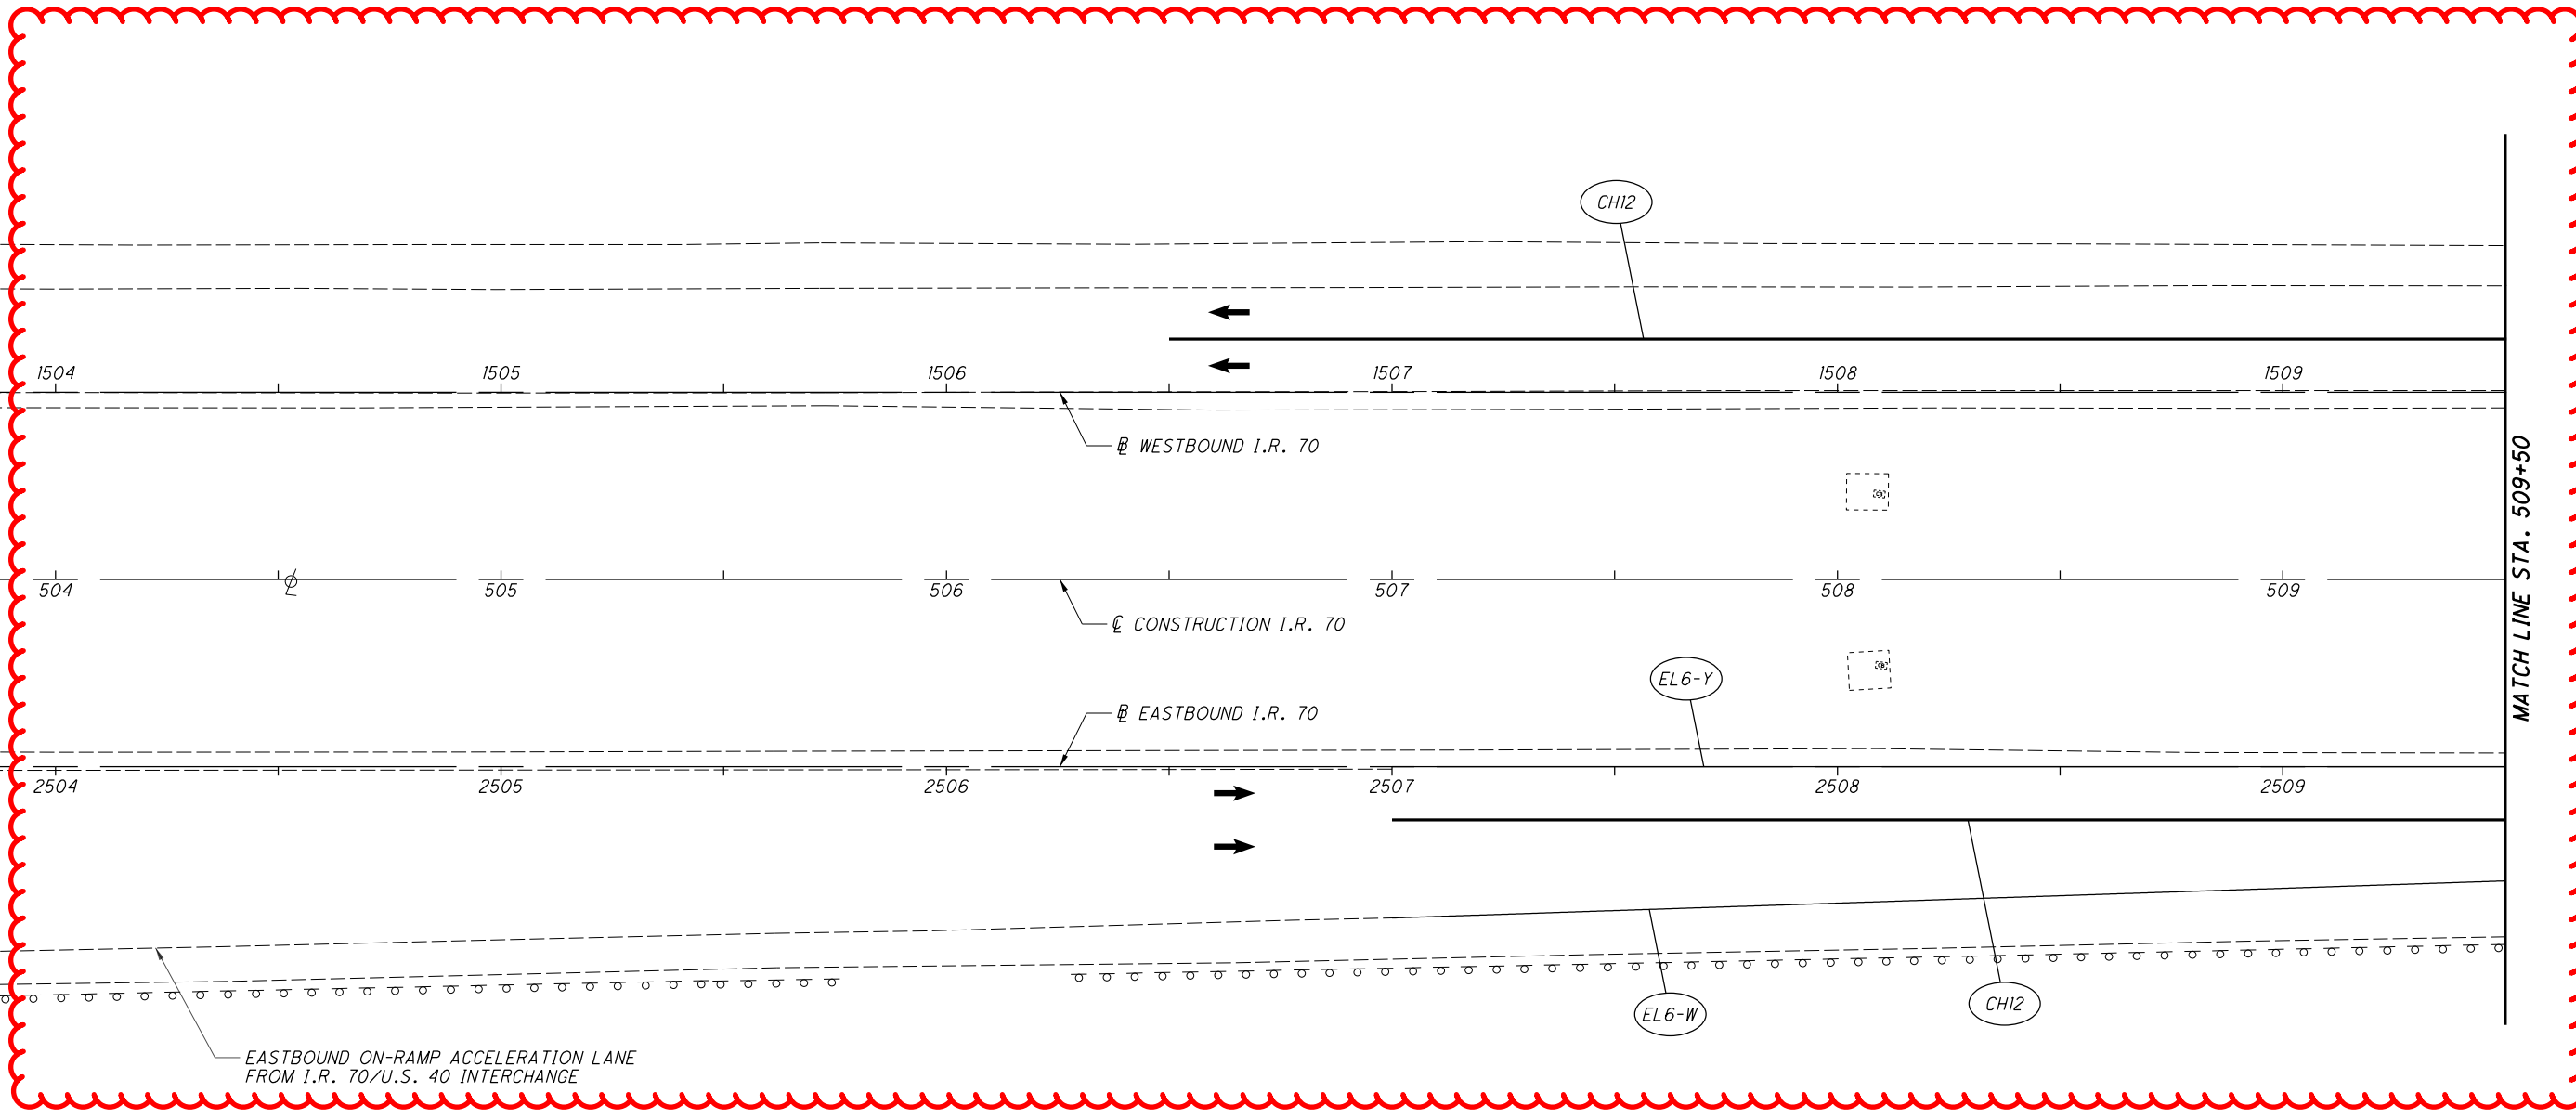 CH12
1504 1505 1506 1507 1508 1509
℄ WESTBOUND I.R. 70
504 505 506 507 508 509
℄ CONSTRUCTION I.R. 70
EL6-Y
℄ EASTBOUND I.R. 70
2504 2505 2506 2507 2508 2509
MATCH LINE STA. 509+50
EL6-W
CH12
EASTBOUND ON-RAMP ACCELERATION LANE
FROM I.R. 70/U.S. 40 INTERCHANGE